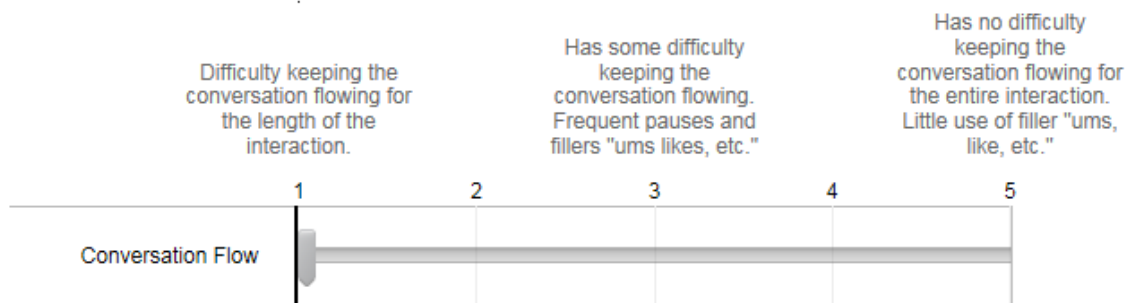 Difficulty keeping the
conversation flowing for
the length of the
interaction.
Has some difficulty
keeping the
conversation flowing.
Frequent pauses and
fillers "ums likes, etc."
Has no difficulty
keeping the
conversation flowing for
the entire interaction.
Little use of filler "ums,
like, etc."
1 2 3 4 5
Conversation Flow